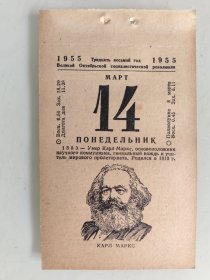 1955 Тридцать восьмой год 1955
Великой Октябрьской социалистической революции
МАРТ
14
ПОНЕДЕЛЬНИК
1883 — Умер Карл Маркс, основоположник
научного коммунизма, гениальный вождь и учи-
тель мирового пролетариата. Родился в 1818 г.
КАРЛ МАРКС